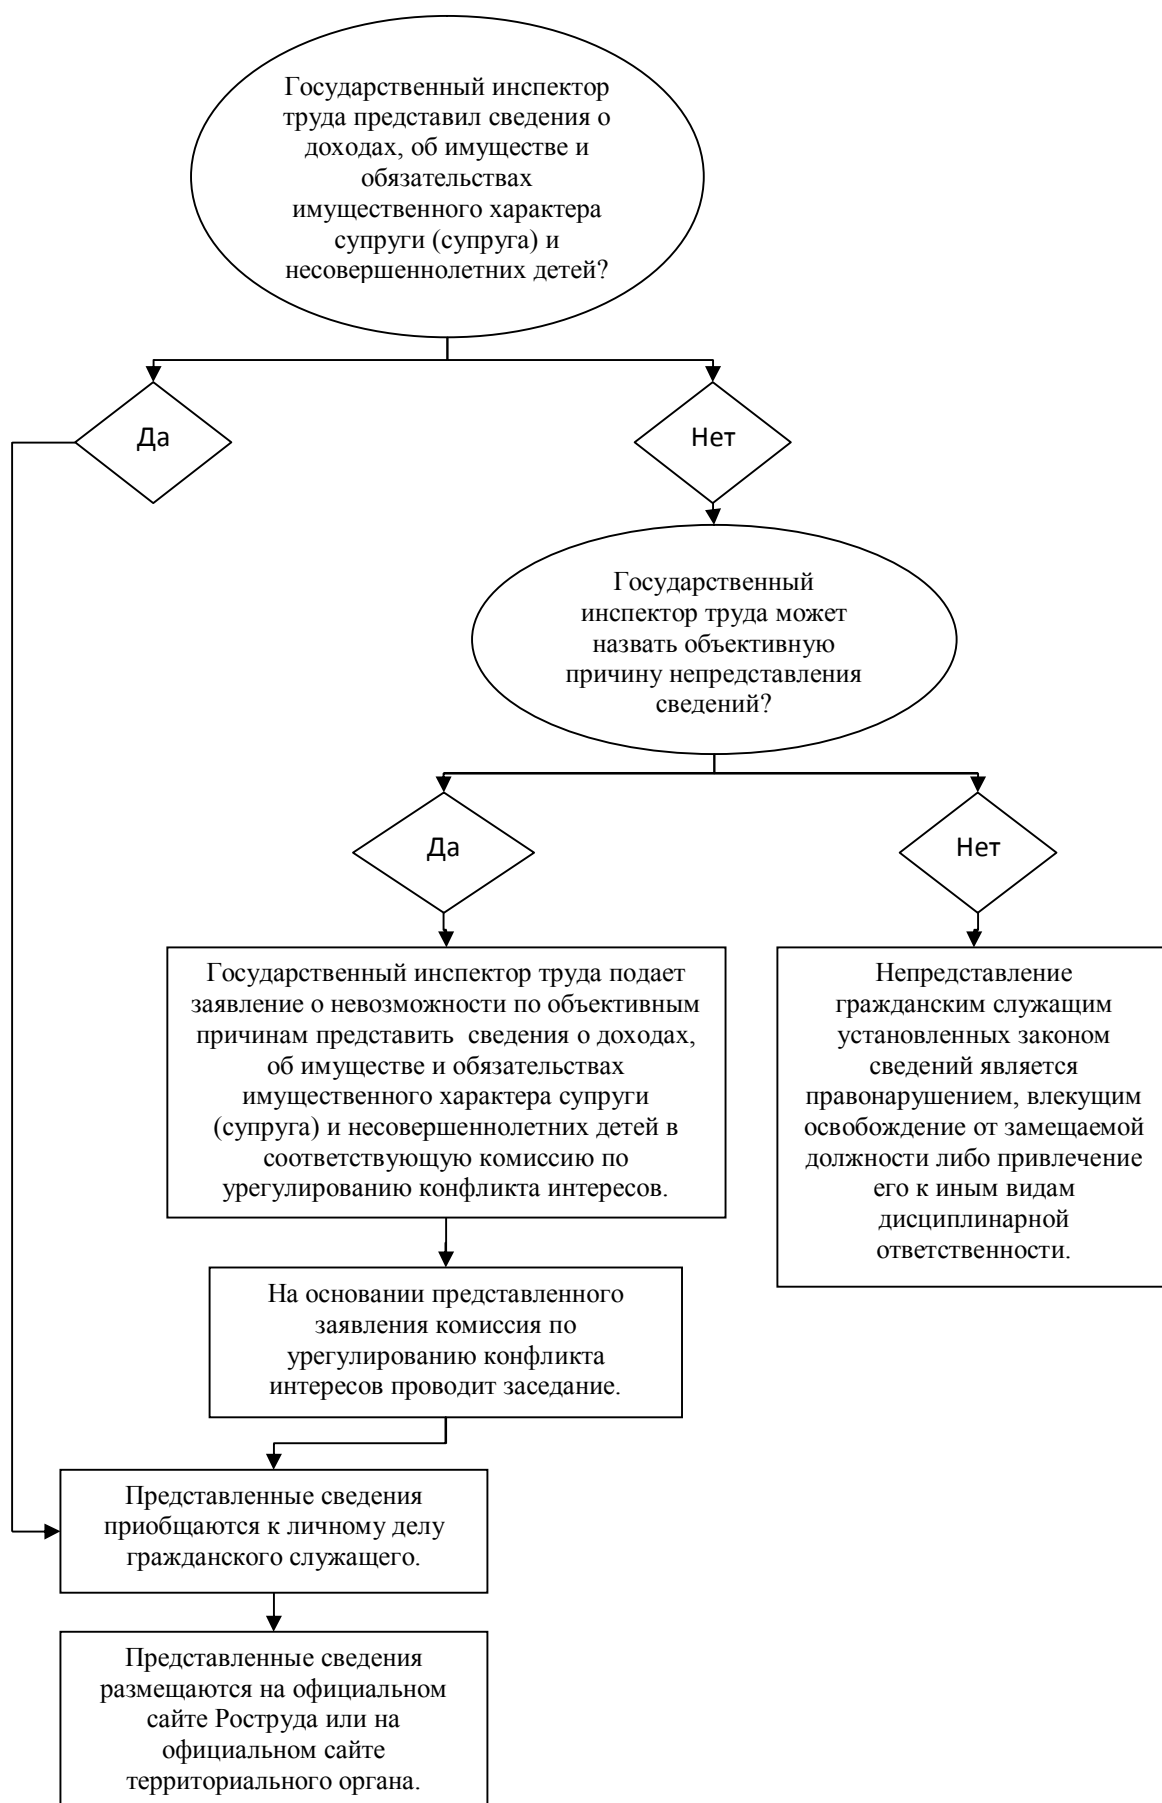 Государственный инспектор
труда представил сведения о
доходах, об имуществе и
обязательствах
имущественного характера
супруги (супруга) и
несовершеннолетних детей?
Да
Нет
Государственный
инспектор труда может
назвать объективную
причину непредставления
сведений?
Да
Нет
Государственный инспектор труда подает
заявление о невозможности по объективным
причинам представить сведения о доходах,
об имуществе и обязательствах
имущественного характера супруги
(супруга) и несовершеннолетних детей в
соответствующую комиссию по
урегулированию конфликта интересов.
Непредставление
гражданским служащим
установленных законом
сведений является
правонарушением, влекущим
освобождение от замещаемой
должности либо привлечение
его к иным видам
дисциплинарной
ответственности.
На основании представленного
заявления комиссия по
урегулированию конфликта
интересов проводит заседание.
Представленные сведения
приобщаются к личному делу
гражданского служащего.
Представленные сведения
размещаются на официальном
сайте Роструда или на
официальном сайте
территориального органа.